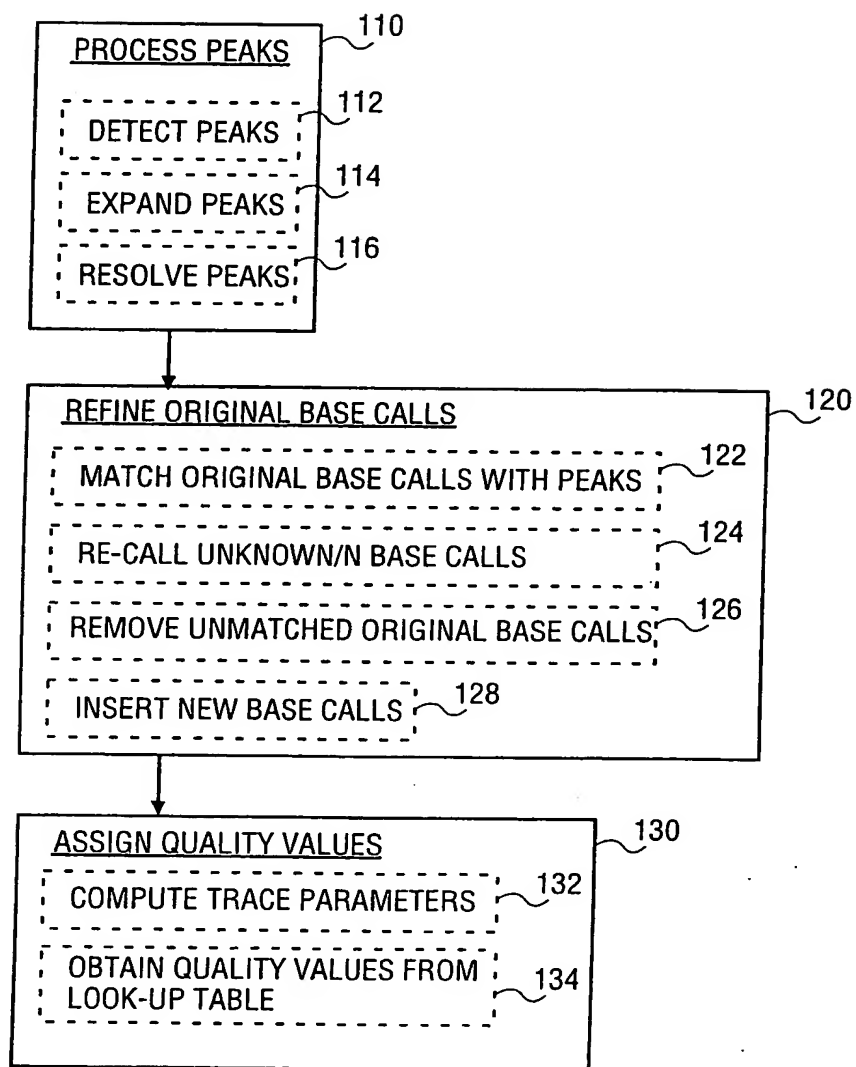 PROCESS PEAKS
110
DETECT PEAKS
112
EXPAND PEAKS
114
RESOLVE PEAKS
116
REFINE ORIGINAL BASE CALLS
120
MATCH ORIGINAL BASE CALLS WITH PEAKS
122
RE-CALL UNKNOWN/N BASE CALLS
124
REMOVE UNMATCHED ORIGINAL BASE CALLS
126
INSERT NEW BASE CALLS
128
ASSIGN QUALITY VALUES
130
COMPUTE TRACE PARAMETERS
132
OBTAIN QUALITY VALUES FROM
LOOK-UP TABLE
134